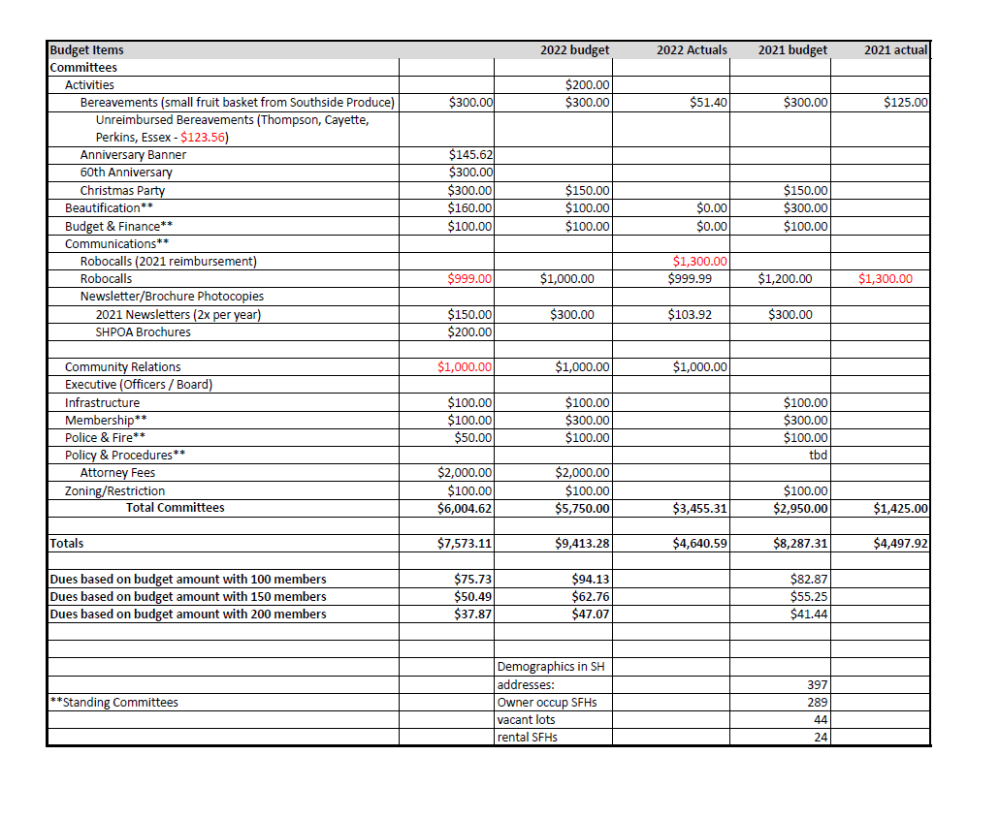 Budget Items 2022 budget 2022 Actuals 2021 budget 2021 actual
Committees
Activities $200.00
Bereavements (small fruit basket from Southside Produce) $300.00 $300.00 $51.40 $300.00 $125.00
Unreimbursed Bereavements (Thompson, Cayette,
Perkins, Essex - $123.56)
Anniversary Banner $145.62
60th Anniversary $300.00
Christmas Party $300.00 $150.00 $150.00
Beautification** $160.00 $100.00 $0.00 $300.00
Budget & Finance** $100.00 $100.00 $0.00 $100.00
Communications**
Robocalls (2021 reimbursement) $1,300.00
Robocalls $999.00 $1,000.00 $999.99 $1,200.00 $1,300.00
Newsletter/Brochure Photocopies
2021 Newsletters (2x per year) $150.00 $300.00 $103.92 $300.00
SHPOA Brochures $200.00
Community Relations $1,000.00 $1,000.00 $1,000.00
Executive (Officers / Board)
Infrastructure $100.00 $100.00 $100.00
Membership** $100.00 $300.00 $300.00
Police & Fire** $50.00 $100.00 $100.00
Policy & Procedures** tbd
Attorney Fees $2,000.00 $2,000.00
Zoning/Restriction $100.00 $100.00 $100.00
Total Committees $6,004.62 $5,750.00 $3,455.31 $2,950.00 $1,425.00
Totals $7,573.11 $9,413.28 $4,640.59 $8,287.31 $4,497.92
Dues based on budget amount with 100 members $75.73 $94.13 $82.87
Dues based on budget amount with 150 members $50.49 $62.76 $55.25
Dues based on budget amount with 200 members $37.87 $47.07 $41.44
Demographics in SH
addresses: 397
**Standing Committees Owner occup SFHs 289
vacant lots 44
rental SFHs 24